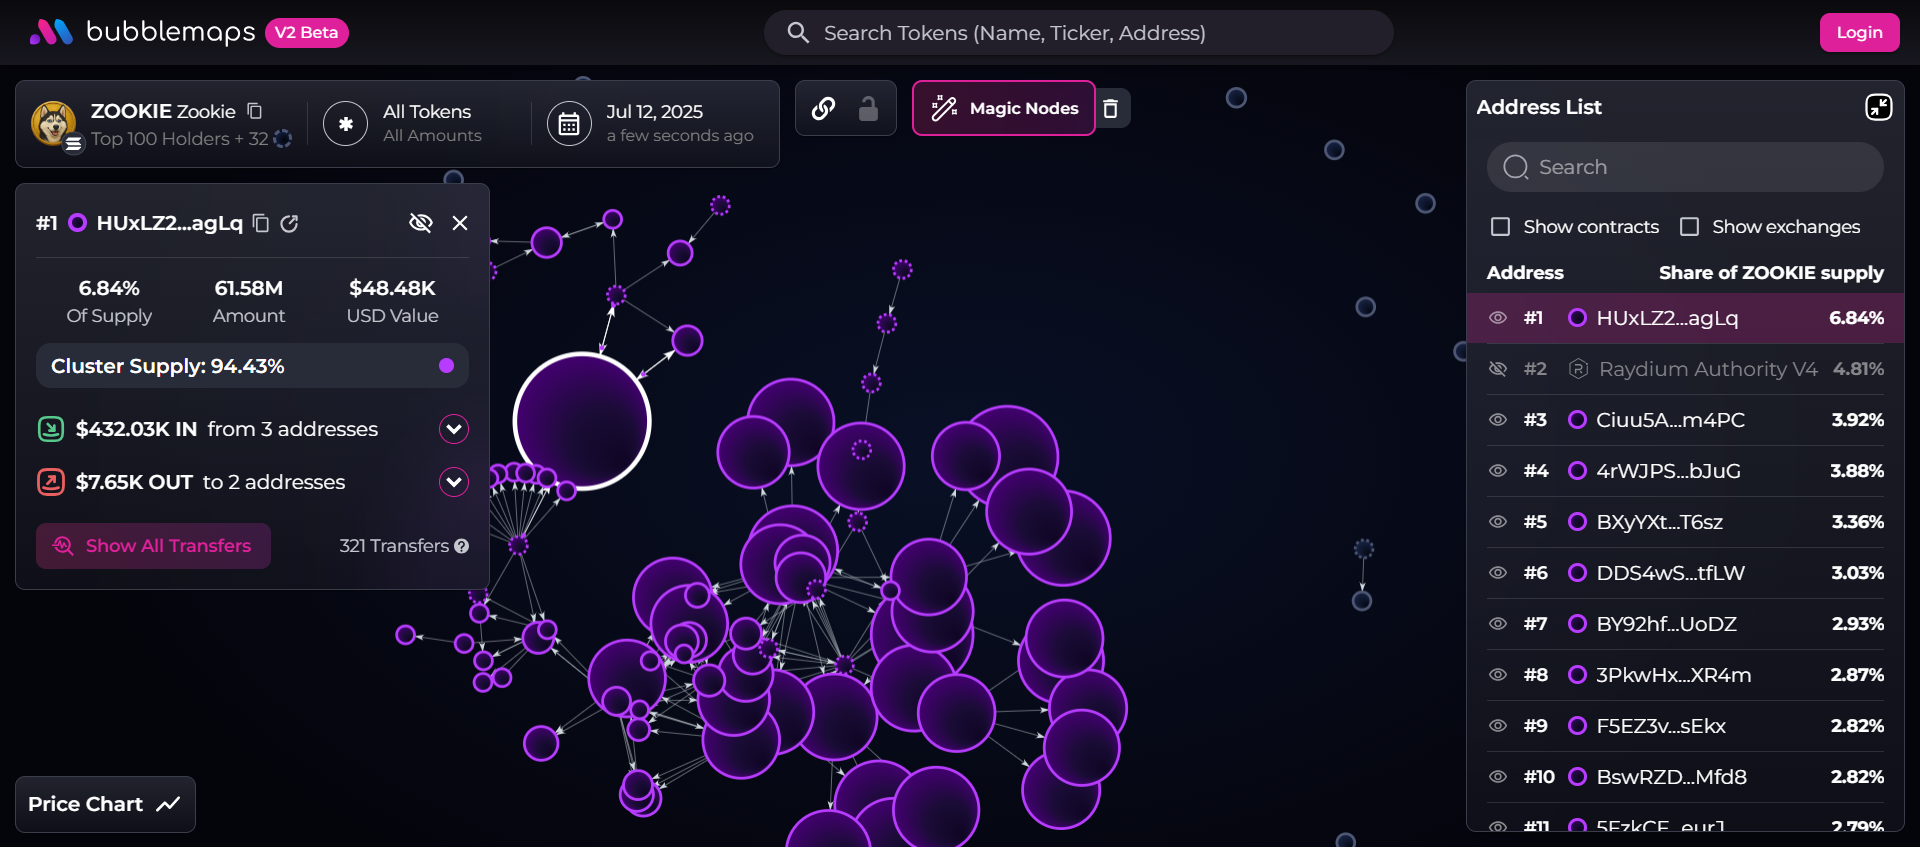 bubblemaps V2 Beta
Search Tokens (Name, Ticker, Address)
Login
ZOOKIE Zookie
Top 100 Holders + 32
All Tokens
All Amounts
Jul 12, 2025
a few seconds ago
Magic Nodes
#1 HUxLZ2...agLq
6.84% 61.58M $48.48K
Of Supply Amount USD Value
Cluster Supply: 94.43%
$432.03K IN from 3 addresses
$7.65K OUT to 2 addresses
Show All Transfers 321 Transfers ?
Price Chart
Address List
Search
Show contracts Show exchanges
Address Share of ZOOKIE supply
#1 HUxLZ2...agLq 6.84%
#2 Raydium Authority V4 4.81%
#3 Ciuu5A...m4PC 3.92%
#4 4rWJPS...bJuG 3.88%
#5 BXyYXt...T6sz 3.36%
#6 DDS4wS...tfLW 3.03%
#7 BY92hf...UoDZ 2.93%
#8 3PkwHx...XR4m 2.87%
#9 F5EZ3v...sEkx 2.82%
#10 BswRZD...Mfd8 2.82%
#11 2.79%